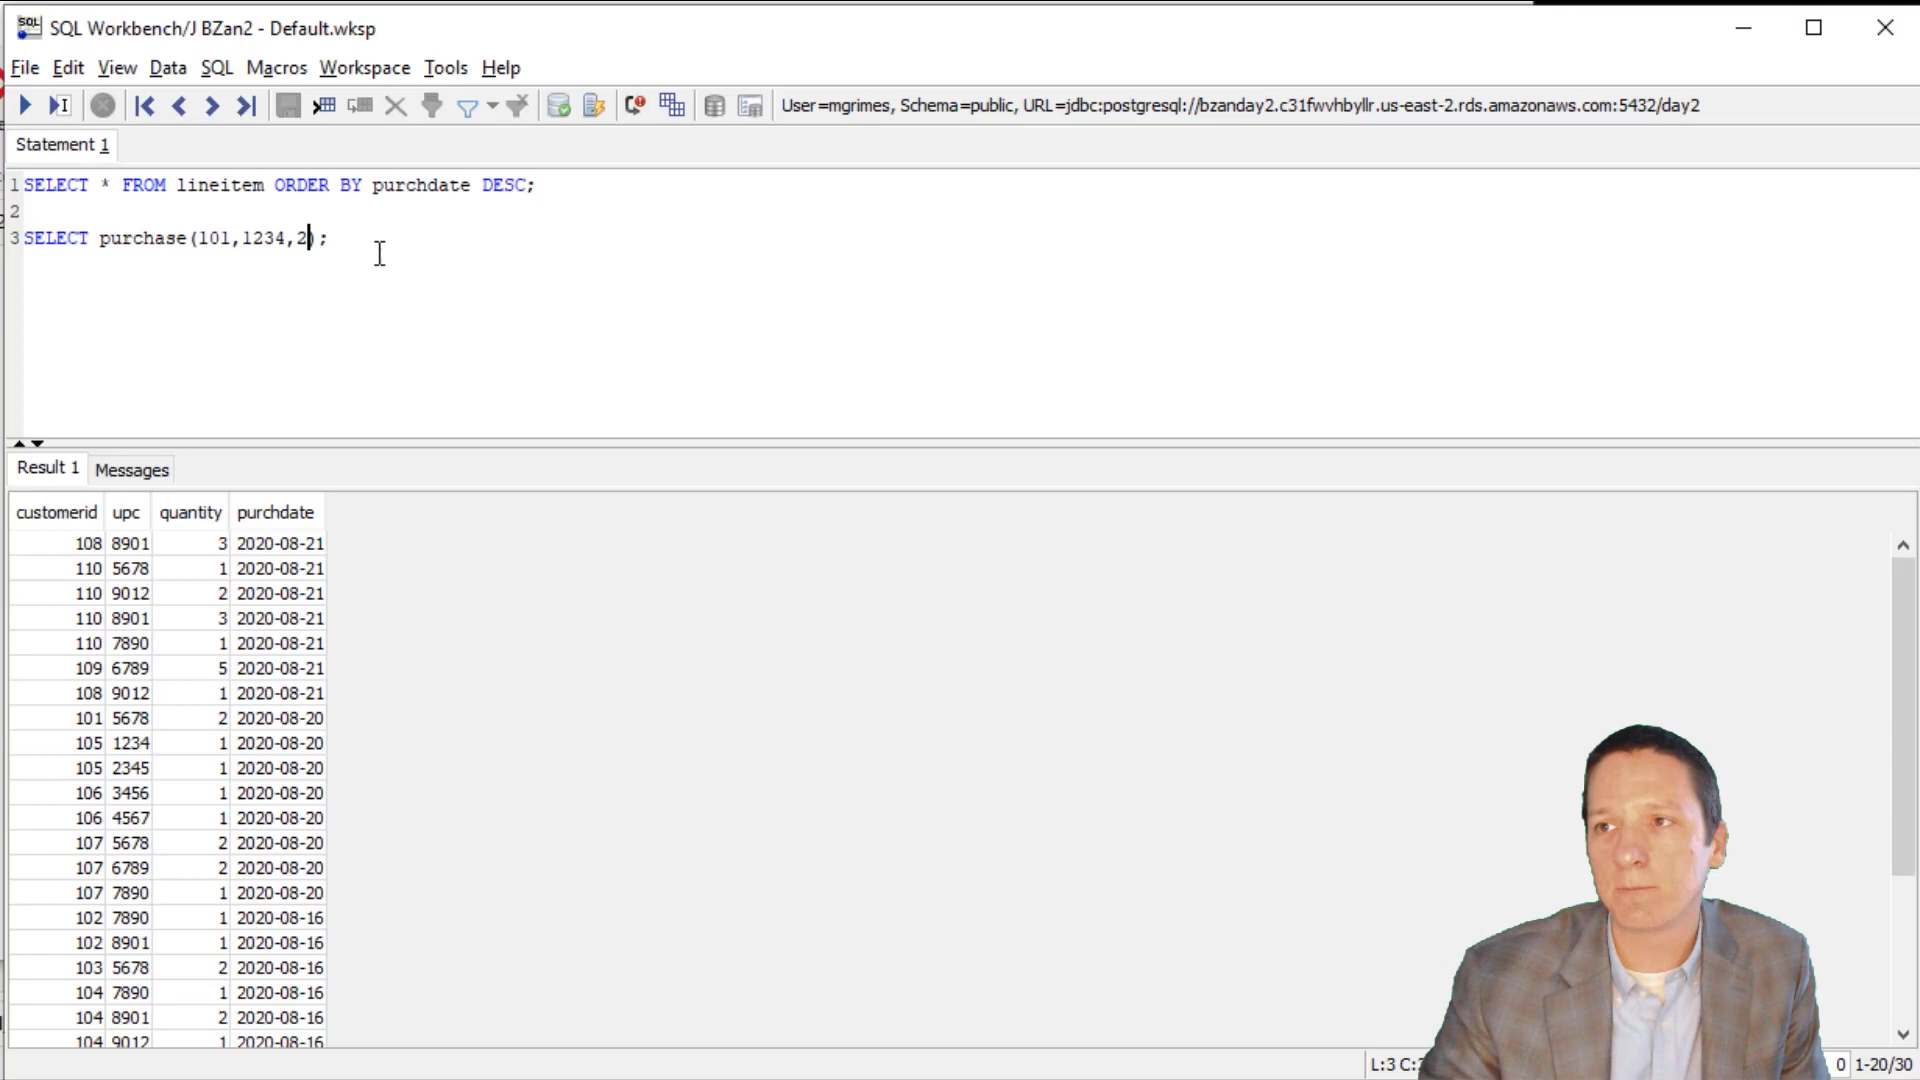 SQL Workbench/J BZan2 - Default.wksp
File Edit View Data SQL Macros Workspace Tools Help
User=mgrimes, Schema=public, URL=jdbc:postgresql://bzanday2.c31fwvhbyllr.us-east-2.rds.amazonaws.com:5432/day2
Statement 1
1 SELECT * FROM lineitem ORDER BY purchdate DESC;
2
3 SELECT purchase(101,1234,2);
Result 1 Messages
customerid upc quantity purchdate
108 8901 3 2020-08-21
110 5678 1 2020-08-21
110 9012 2 2020-08-21
110 8901 3 2020-08-21
110 7890 1 2020-08-21
109 6789 5 2020-08-21
108 9012 1 2020-08-21
101 5678 2 2020-08-20
105 1234 1 2020-08-20
105 2345 1 2020-08-20
106 3456 1 2020-08-20
106 4567 1 2020-08-20
107 5678 2 2020-08-20
107 6789 2 2020-08-20
107 7890 1 2020-08-20
102 7890 1 2020-08-16
102 8901 1 2020-08-16
103 5678 2 2020-08-16
104 7890 1 2020-08-16
104 8901 2 2020-08-16
104 9012 1 2020-08-16
L:3 C: 0 1-20/30